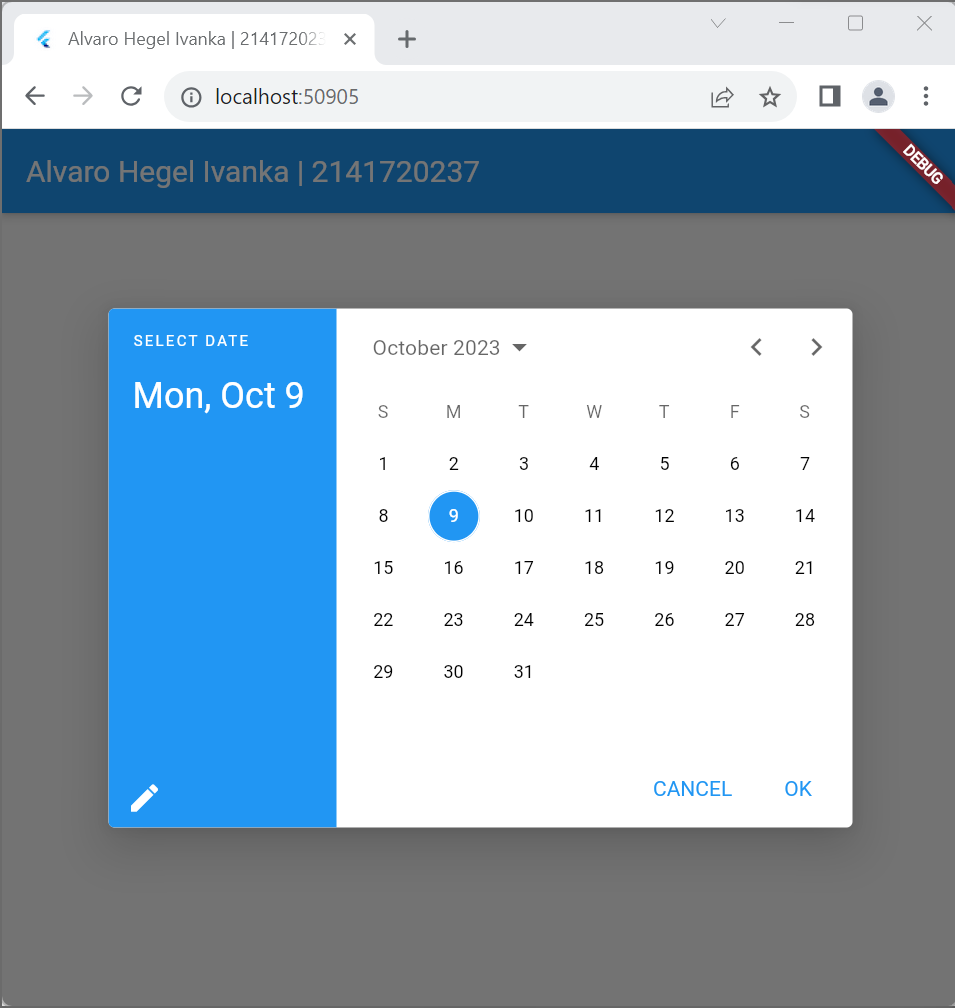 Alvaro Hegel Ivanka | 214172023
localhost:50905
Alvaro Hegel Ivanka | 2141720237
DEBUG
SELECT DATE
Mon, Oct 9
October 2023
S M T W T F S
1 2 3 4 5 6 7
8 9 10 11 12 13 14
15 16 17 18 19 20 21
22 23 24 25 26 27 28
29 30 31
CANCEL OK